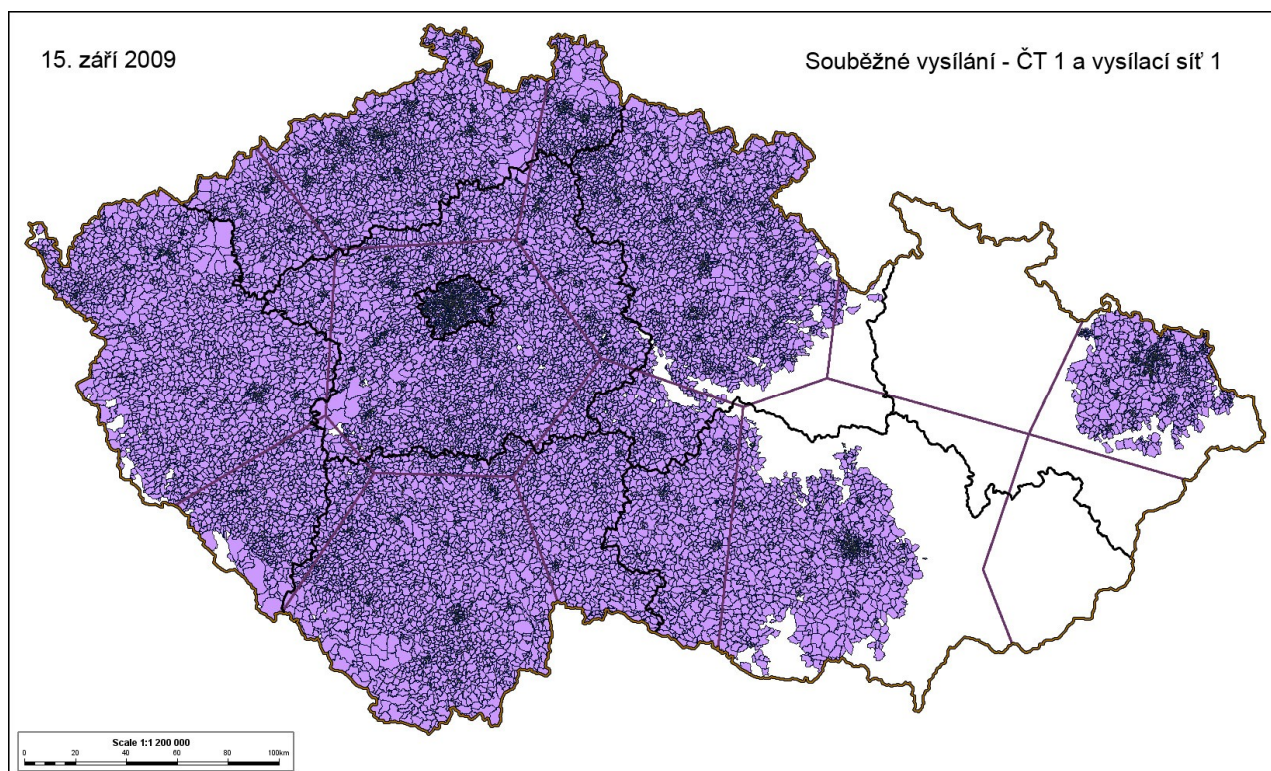 15. září 2009
Souběžné vysílání - ČT 1 a vysílací síť 1
Scale 1:1 200 000
0 20 40 60 80 100km